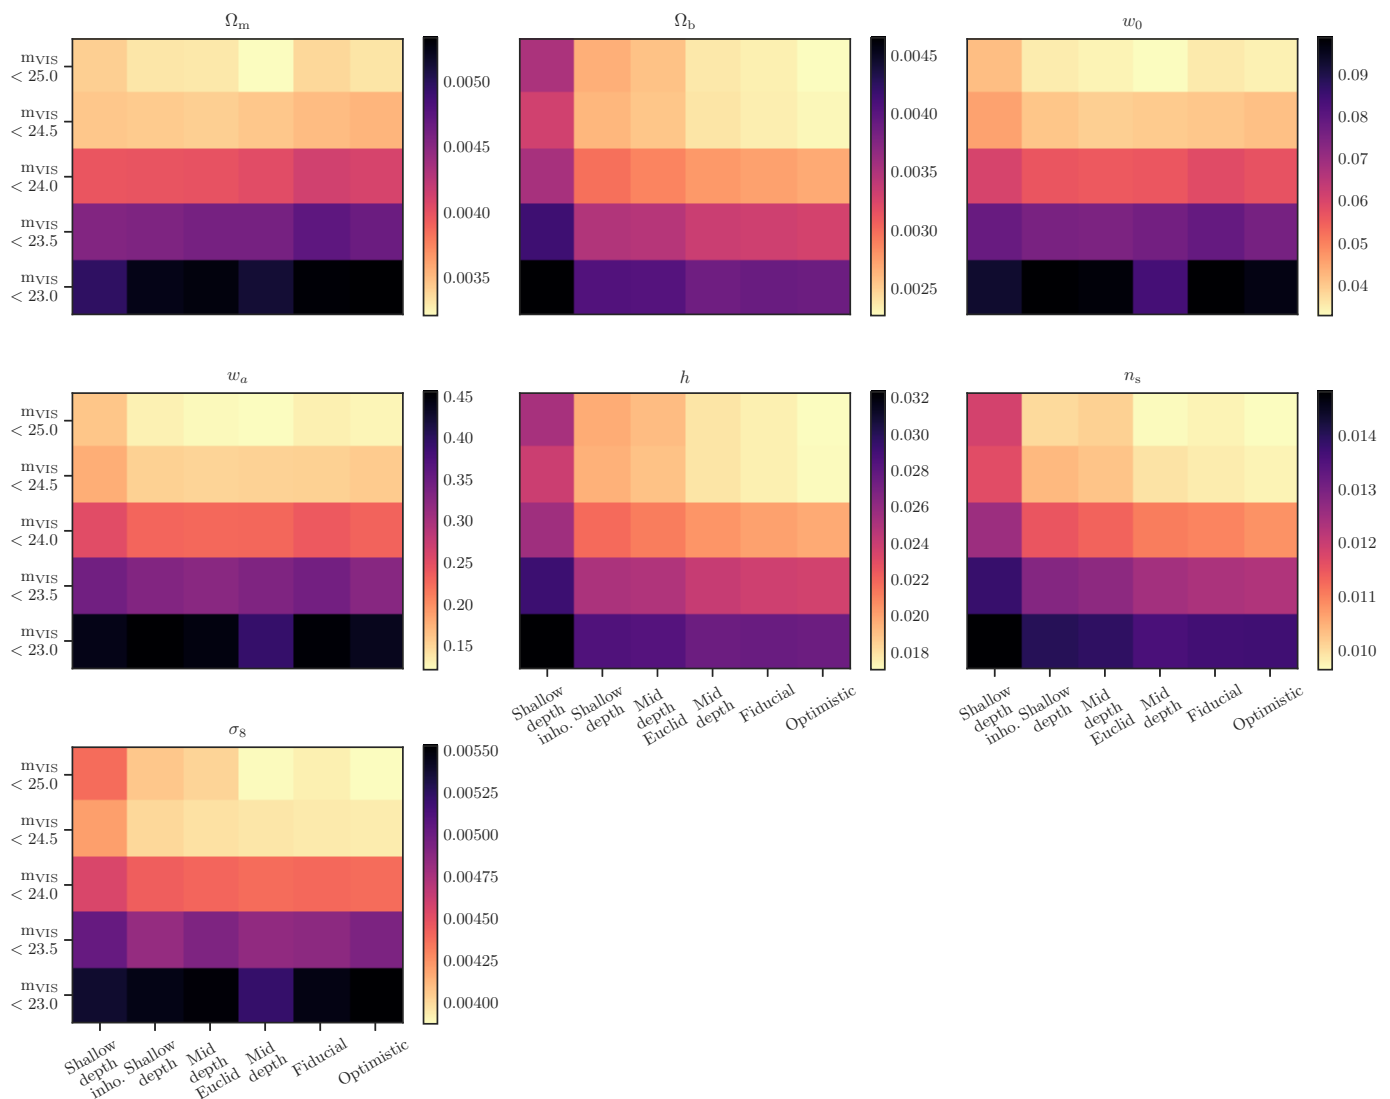 Ωm
Ωb
w0
mVIS
< 25.0
mVIS
< 24.5
mVIS
< 24.0
mVIS
< 23.5
mVIS
< 23.0
0.0050
0.0045
0.0040
0.0035
0.0045
0.0040
0.0035
0.0030
0.0025
0.09
0.08
0.07
0.06
0.05
0.04
wa
h
ns
mVIS
< 25.0
mVIS
< 24.5
mVIS
< 24.0
mVIS
< 23.5
mVIS
< 23.0
0.45
0.40
0.35
0.30
0.25
0.20
0.15
0.032
0.030
0.028
0.026
0.024
0.022
0.020
0.018
0.014
0.013
0.012
0.011
0.010
Shallow
depth
inho.
Shallow
depth
Mid
depth
Euclid
Mid
depth
Fiducial
Optimistic
Shallow
depth
inho.
Shallow
depth
Mid
depth
Euclid
Mid
depth
Fiducial
Optimistic
σ8
mVIS
< 25.0
mVIS
< 24.5
mVIS
< 24.0
mVIS
< 23.5
mVIS
< 23.0
0.00550
0.00525
0.00500
0.00475
0.00450
0.00425
0.00400
Shallow
depth
inho.
Shallow
depth
Mid
depth
Euclid
Mid
depth
Fiducial
Optimistic